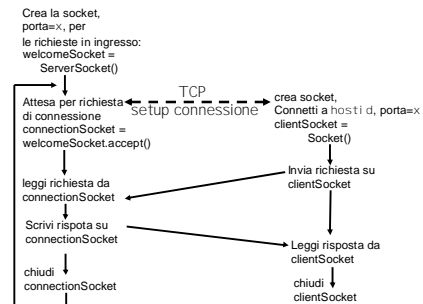 Crea la socket,
porta=x, per
le richieste in ingresso:
welcomeSocket =
ServerSocket()
Attesa per richiesta
di connessione
connectionSocket =
welcomeSocket.accept()
TCP
setup connessione
crea socket,
Connetti a hostid, porta=x
clientSocket =
Socket()
Invia richiesta su
clientSocket
leggi richiesta da
connectionSocket
Scrivi rispota su
connectionSocket
Leggi risposta da
clientSocket
chiudi
connectionSocket
chiudi
clientSocket